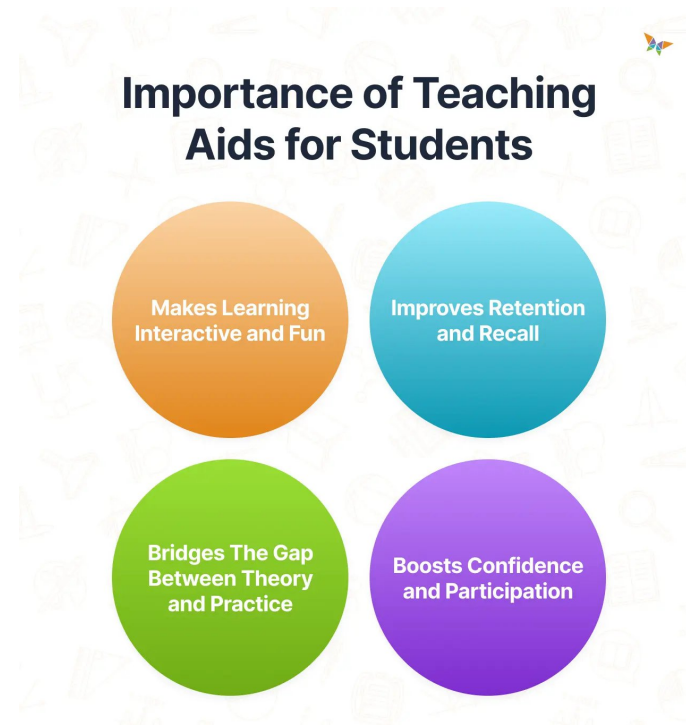 Importance of Teaching
Aids for Students
Makes Learning
Interactive and Fun
Improves Retention
and Recall
Bridges The Gap
Between Theory
and Practice
Boosts Confidence
and Participation